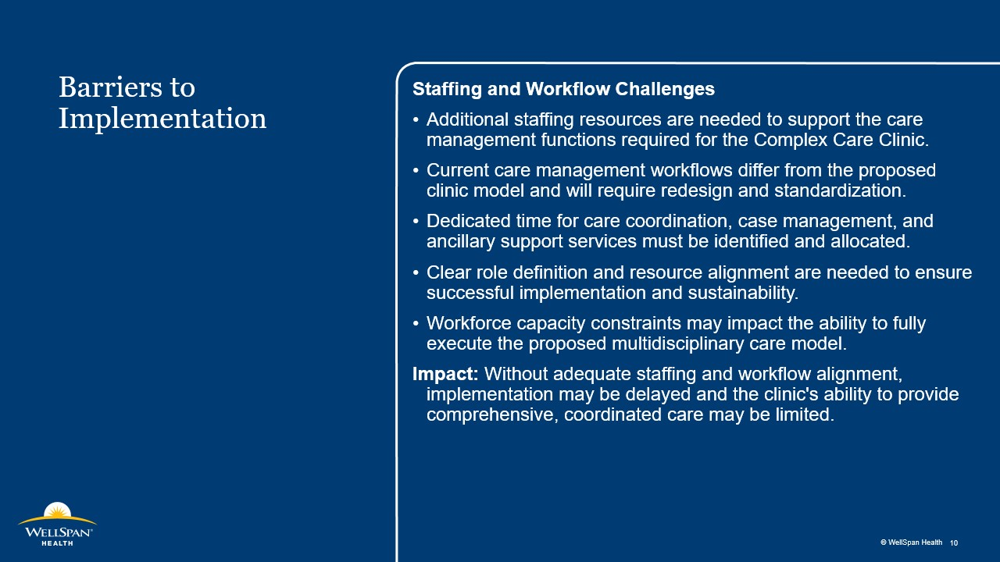 Barriers to
Implementation
Staffing and Workflow Challenges
• Additional staffing resources are needed to support the care
management functions required for the Complex Care Clinic.
• Current care management workflows differ from the proposed
clinic model and will require redesign and standardization.
• Dedicated time for care coordination, case management, and
ancillary support services must be identified and allocated.
• Clear role definition and resource alignment are needed to ensure
successful implementation and sustainability.
• Workforce capacity constraints may impact the ability to fully
execute the proposed multidisciplinary care model.
Impact: Without adequate staffing and workflow alignment,
implementation may be delayed and the clinic's ability to provide
comprehensive, coordinated care may be limited.
WELLSPAN®
HEALTH
© WellSpan Health 10